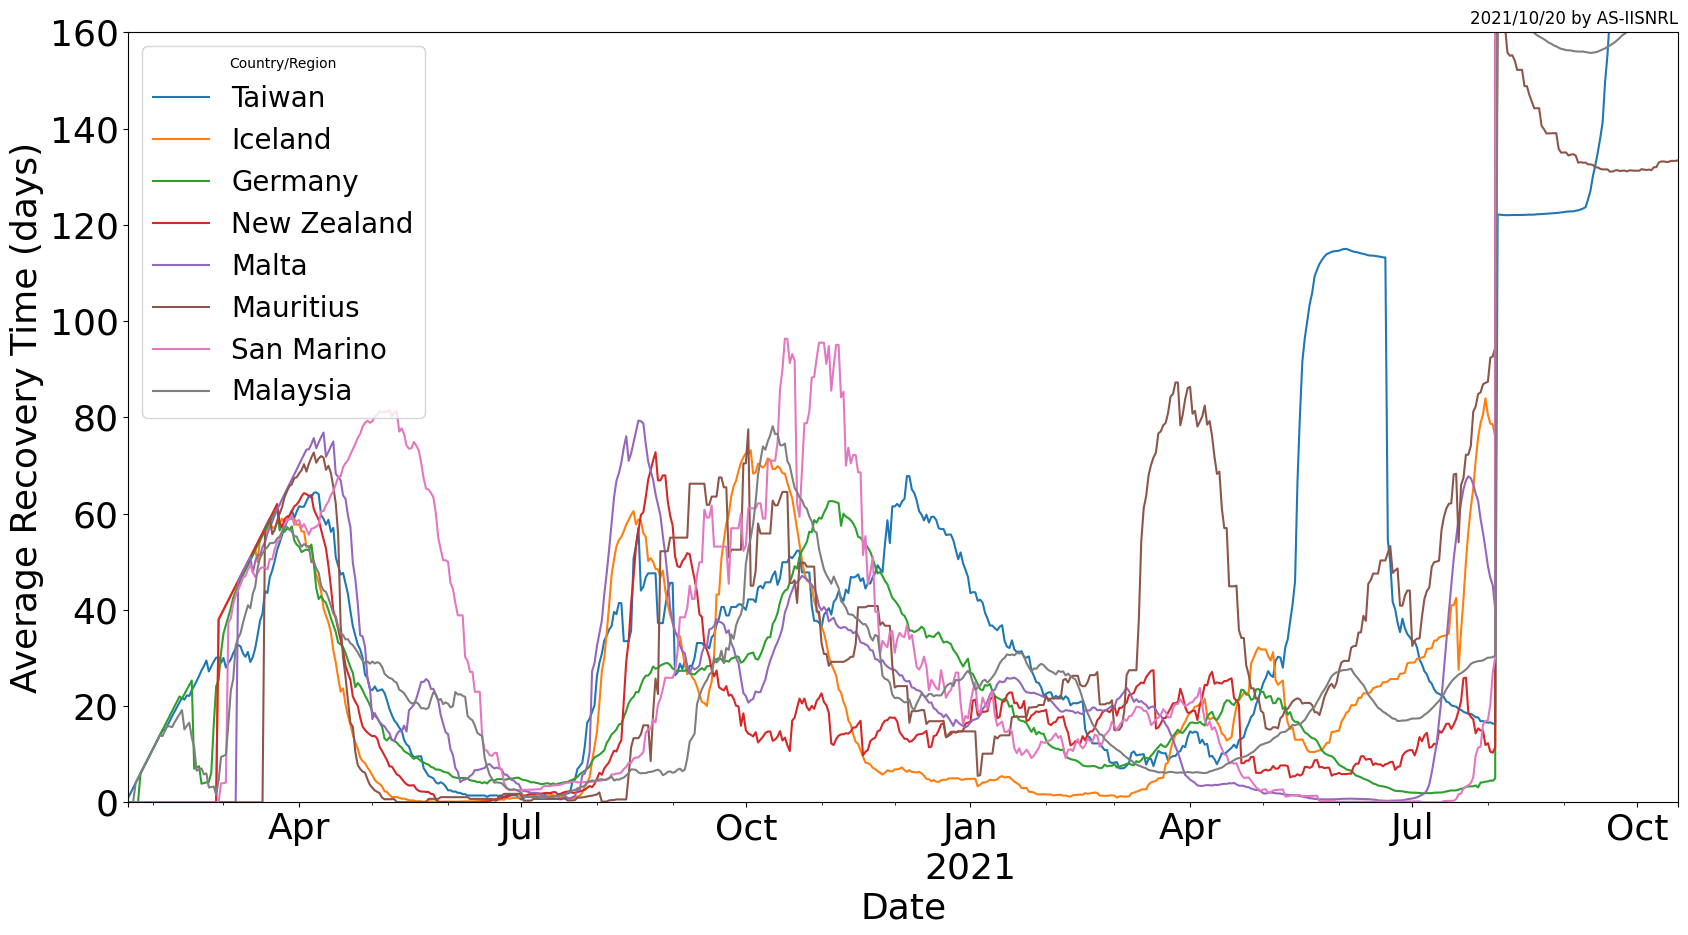 2021/10/20 by AS-IISNRL
160
140
120
100
80
60
40
20
0
Average Recovery Time (days)
Country/Region
Taiwan
Iceland
Germany
New Zealand
Malta
Mauritius
San Marino
Malaysia
Apr Jul Oct Jan Apr Jul Oct
2021
Date